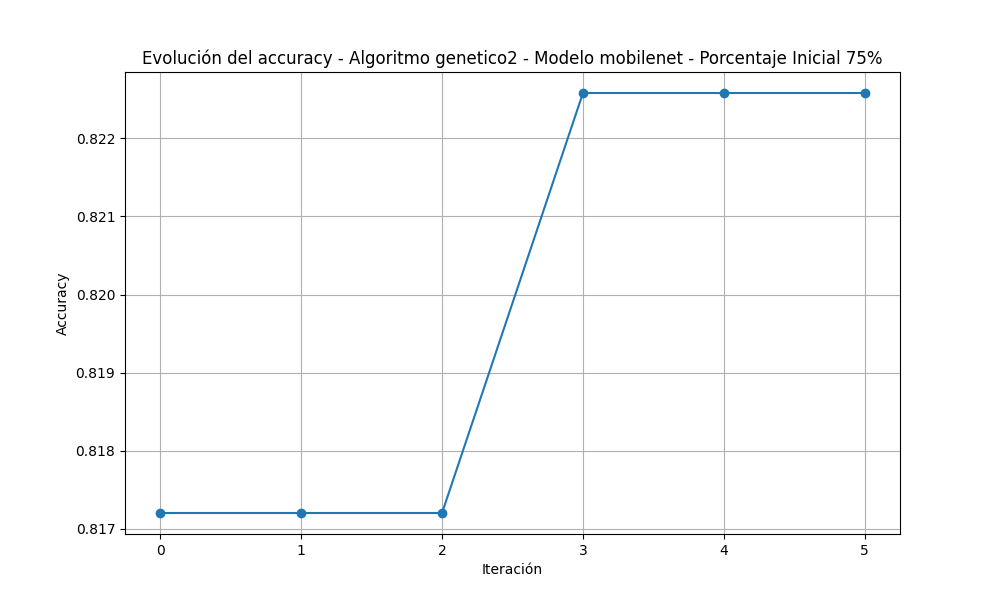 Evolución del accuracy - Algoritmo genetico2 - Modelo mobilenet - Porcentaje Inicial 75%
0.822
0.821
0.820
0.819
0.818
0.817
Accuracy
0 1 2 3 4 5
Iteración